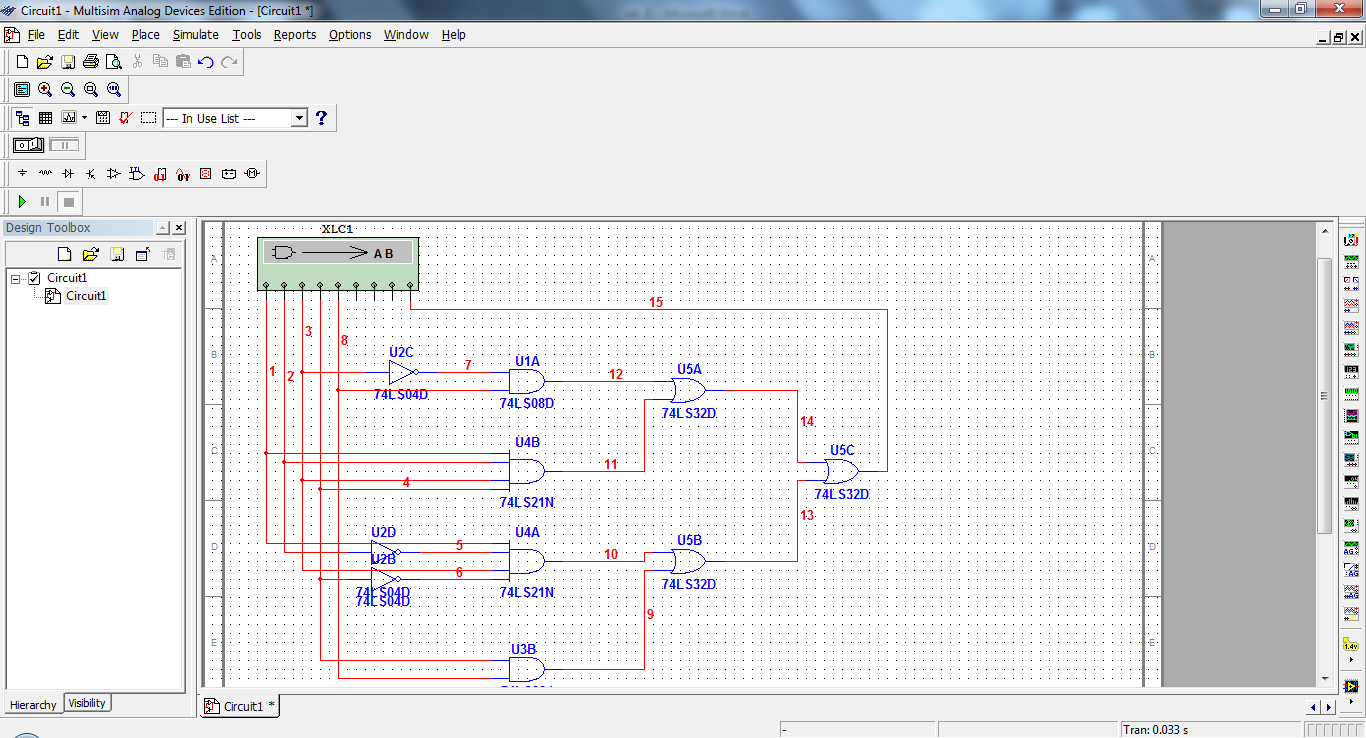 Circuit1 - Multisim Analog Devices Edition - [Circuit1 *]
File Edit View Place Simulate Tools Reports Options Window Help
--- In Use List ---
Design Toolbox
Circuit1
Circuit1
Hierarchy Visibility
XLC1
A B
A
A
B
B
C
C
D
D
E
E
15
3
8
1
2
U2C
74LS04D
7
U1A
74LS08D
12
U5A
74LS32D
14
U4B
74LS21N
11
4
U5C
74LS32D
13
U2D
5
U2B
6
74LS04D
74LS04D
U4A
74LS21N
10
U5B
74LS32D
9
U3B
Circuit1 *
-
Tran: 0.033 s